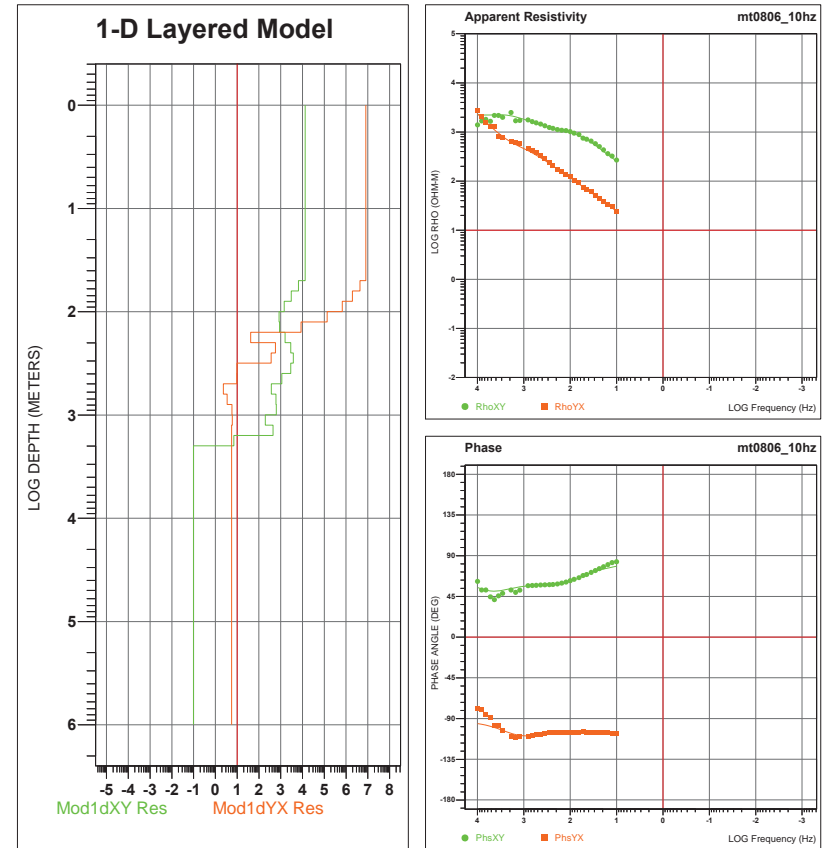 1-D Layered Model
LOG DEPTH (METERS)
0
1
2
3
4
5
6
-5 -4 -3 -2 -1 0 1 2 3 4 5 6 7 8
Mod1dXY Res Mod1dYX Res
Apparent Resistivity mt0806_10hz
LOG RHO (OHM-M)
5
4
3
2
1
0
-1
-2
4 3 2 1 0 -1 -2 -3
RhoXY RhoYX LOG Frequency (Hz)
Phase mt0806_10hz
PHASE ANGLE (DEG)
180
135
90
45
0
-45
-90
-135
-180
4 3 2 1 0 -1 -2 -3
PhsXY PhsYX LOG Frequency (Hz)